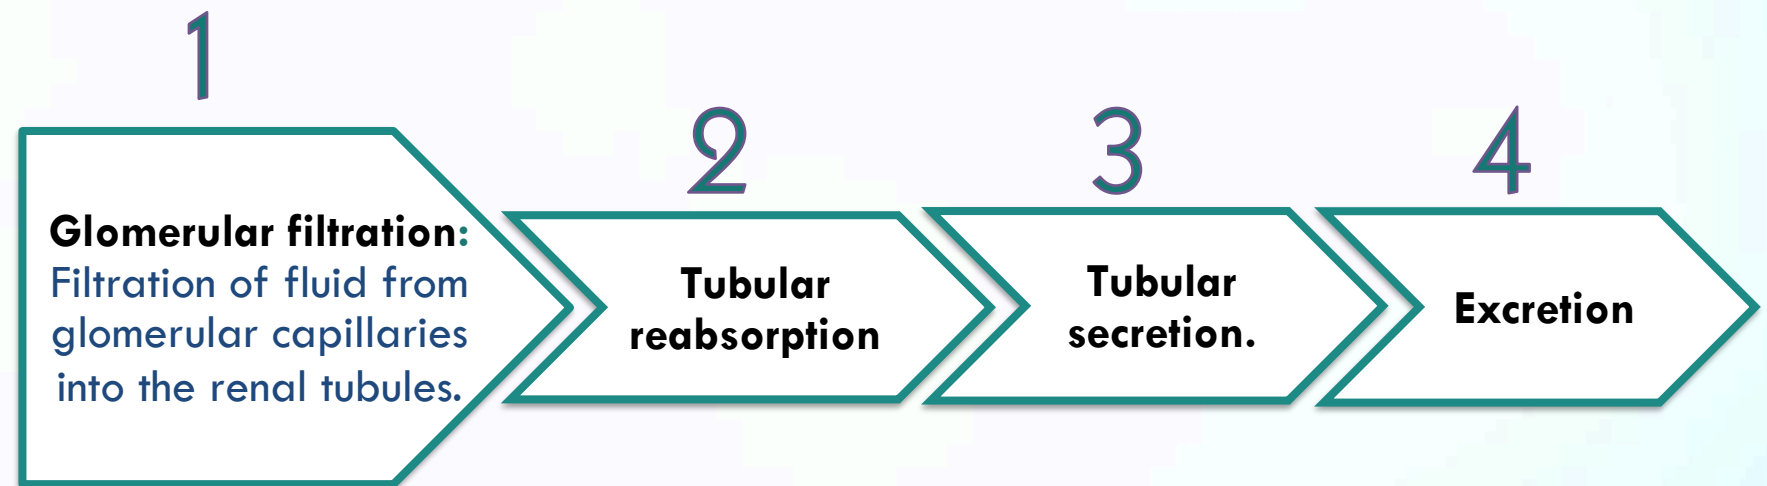 1
Glomerular filtration:
Filtration of fluid from
glomerular capillaries
into the renal tubules.
2
Tubular
reabsorption
3
Tubular
secretion.
4
Excretion